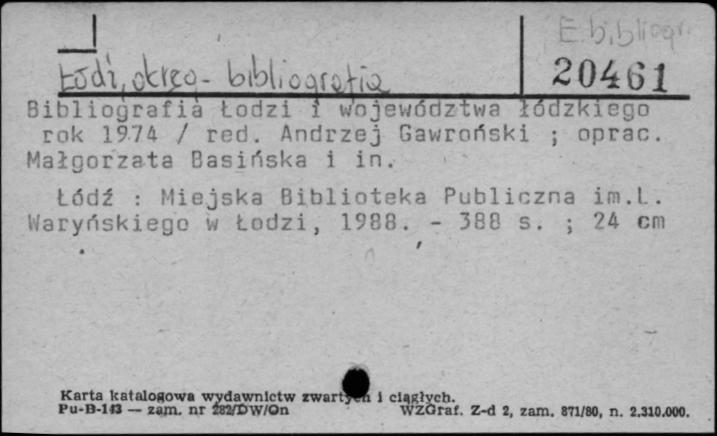 E bibliogr.
20461
Łódź, okręg - bibliografia
Bibliografia Łodzi i województwa łódzkiego
rok 1974 / red. Andrzej Gawroński ; oprac.
Małgorzata Basińska i in.
Łódź : Miejska Biblioteka Publiczna im.L.
Waryńskiego w Łodzi, 1988. - 388 s. ; 24 cm
Karta katalogowa wydawnictw zwartych i ciągłych.
Pu-B-143 — zam. nr 282/DW/On WZGraf. Z-d 2, zam. 871/80, n. 2.310.000.